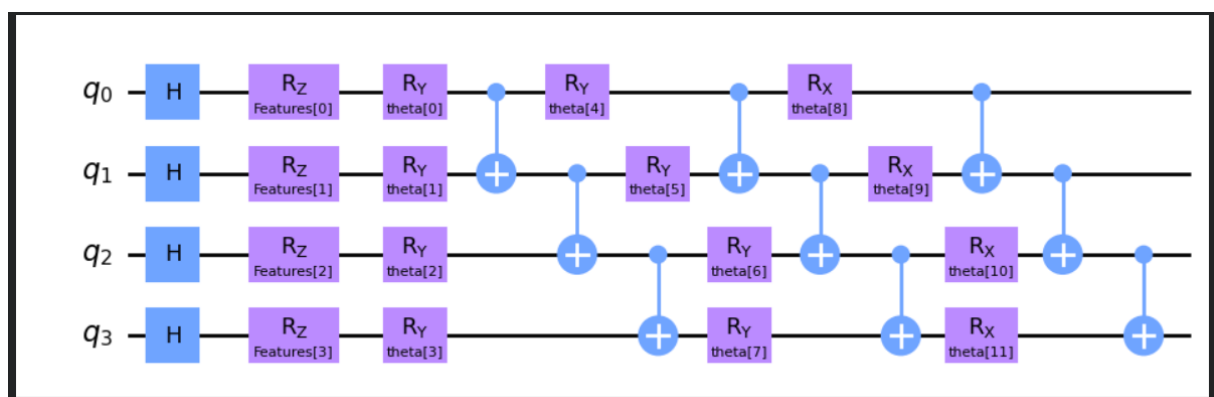 q0 H RZ Features[0] RY theta[0] RY theta[4] RX theta[8]
q1 H RZ Features[1] RY theta[1] RY theta[5] RX theta[9]
q2 H RZ Features[2] RY theta[2] RY theta[6] RX theta[10]
q3 H RZ Features[3] RY theta[3] RY theta[7] RX theta[11]